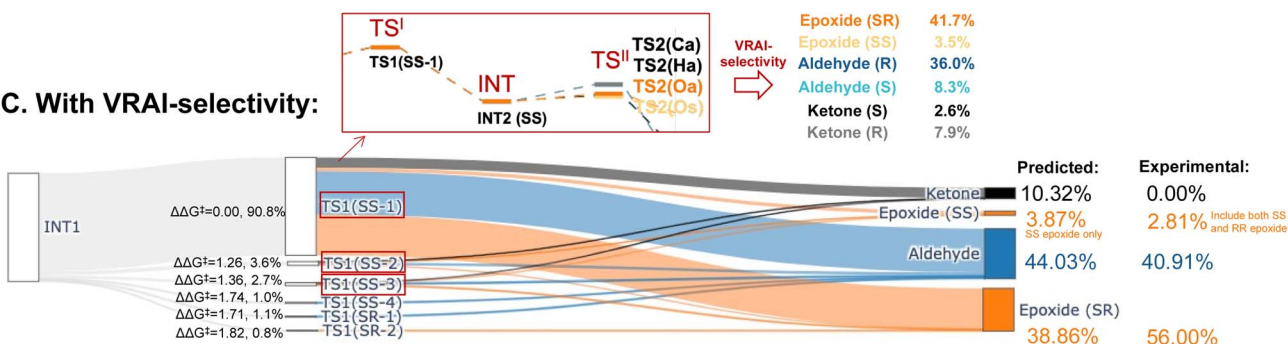 TS^I
TS1(SS-1)
INT
INT2 (SS)
TS^II
TS2(Ca)
TS2(Ha)
TS2(Oa)
TS2(Os)
VRAI-
selectivity
Epoxide (SR) 41.7%
Epoxide (SS) 3.5%
Aldehyde (R) 36.0%
Aldehyde (S) 8.3%
Ketone (S) 2.6%
Ketone (R) 7.9%
C. With VRAI-selectivity:
INT1
ΔΔG‡=0.00, 90.8%
ΔΔG‡=1.26, 3.6%
ΔΔG‡=1.36, 2.7%
ΔΔG‡=1.74, 1.0%
ΔΔG‡=1.71, 1.1%
ΔΔG‡=1.82, 0.8%
TS1(SS-1)
TS1(SS-2)
TS1(SS-3)
TS1(SS-4)
TS1(SR-1)
TS1(SR-2)
Ketone
Epoxide (SS)
Aldehyde
Epoxide (SR)
Predicted:
10.32%
3.87%
SS epoxide only
44.03%
38.86%
Experimental:
0.00%
2.81% Include both SS
and RR epoxide
40.91%
56.00%